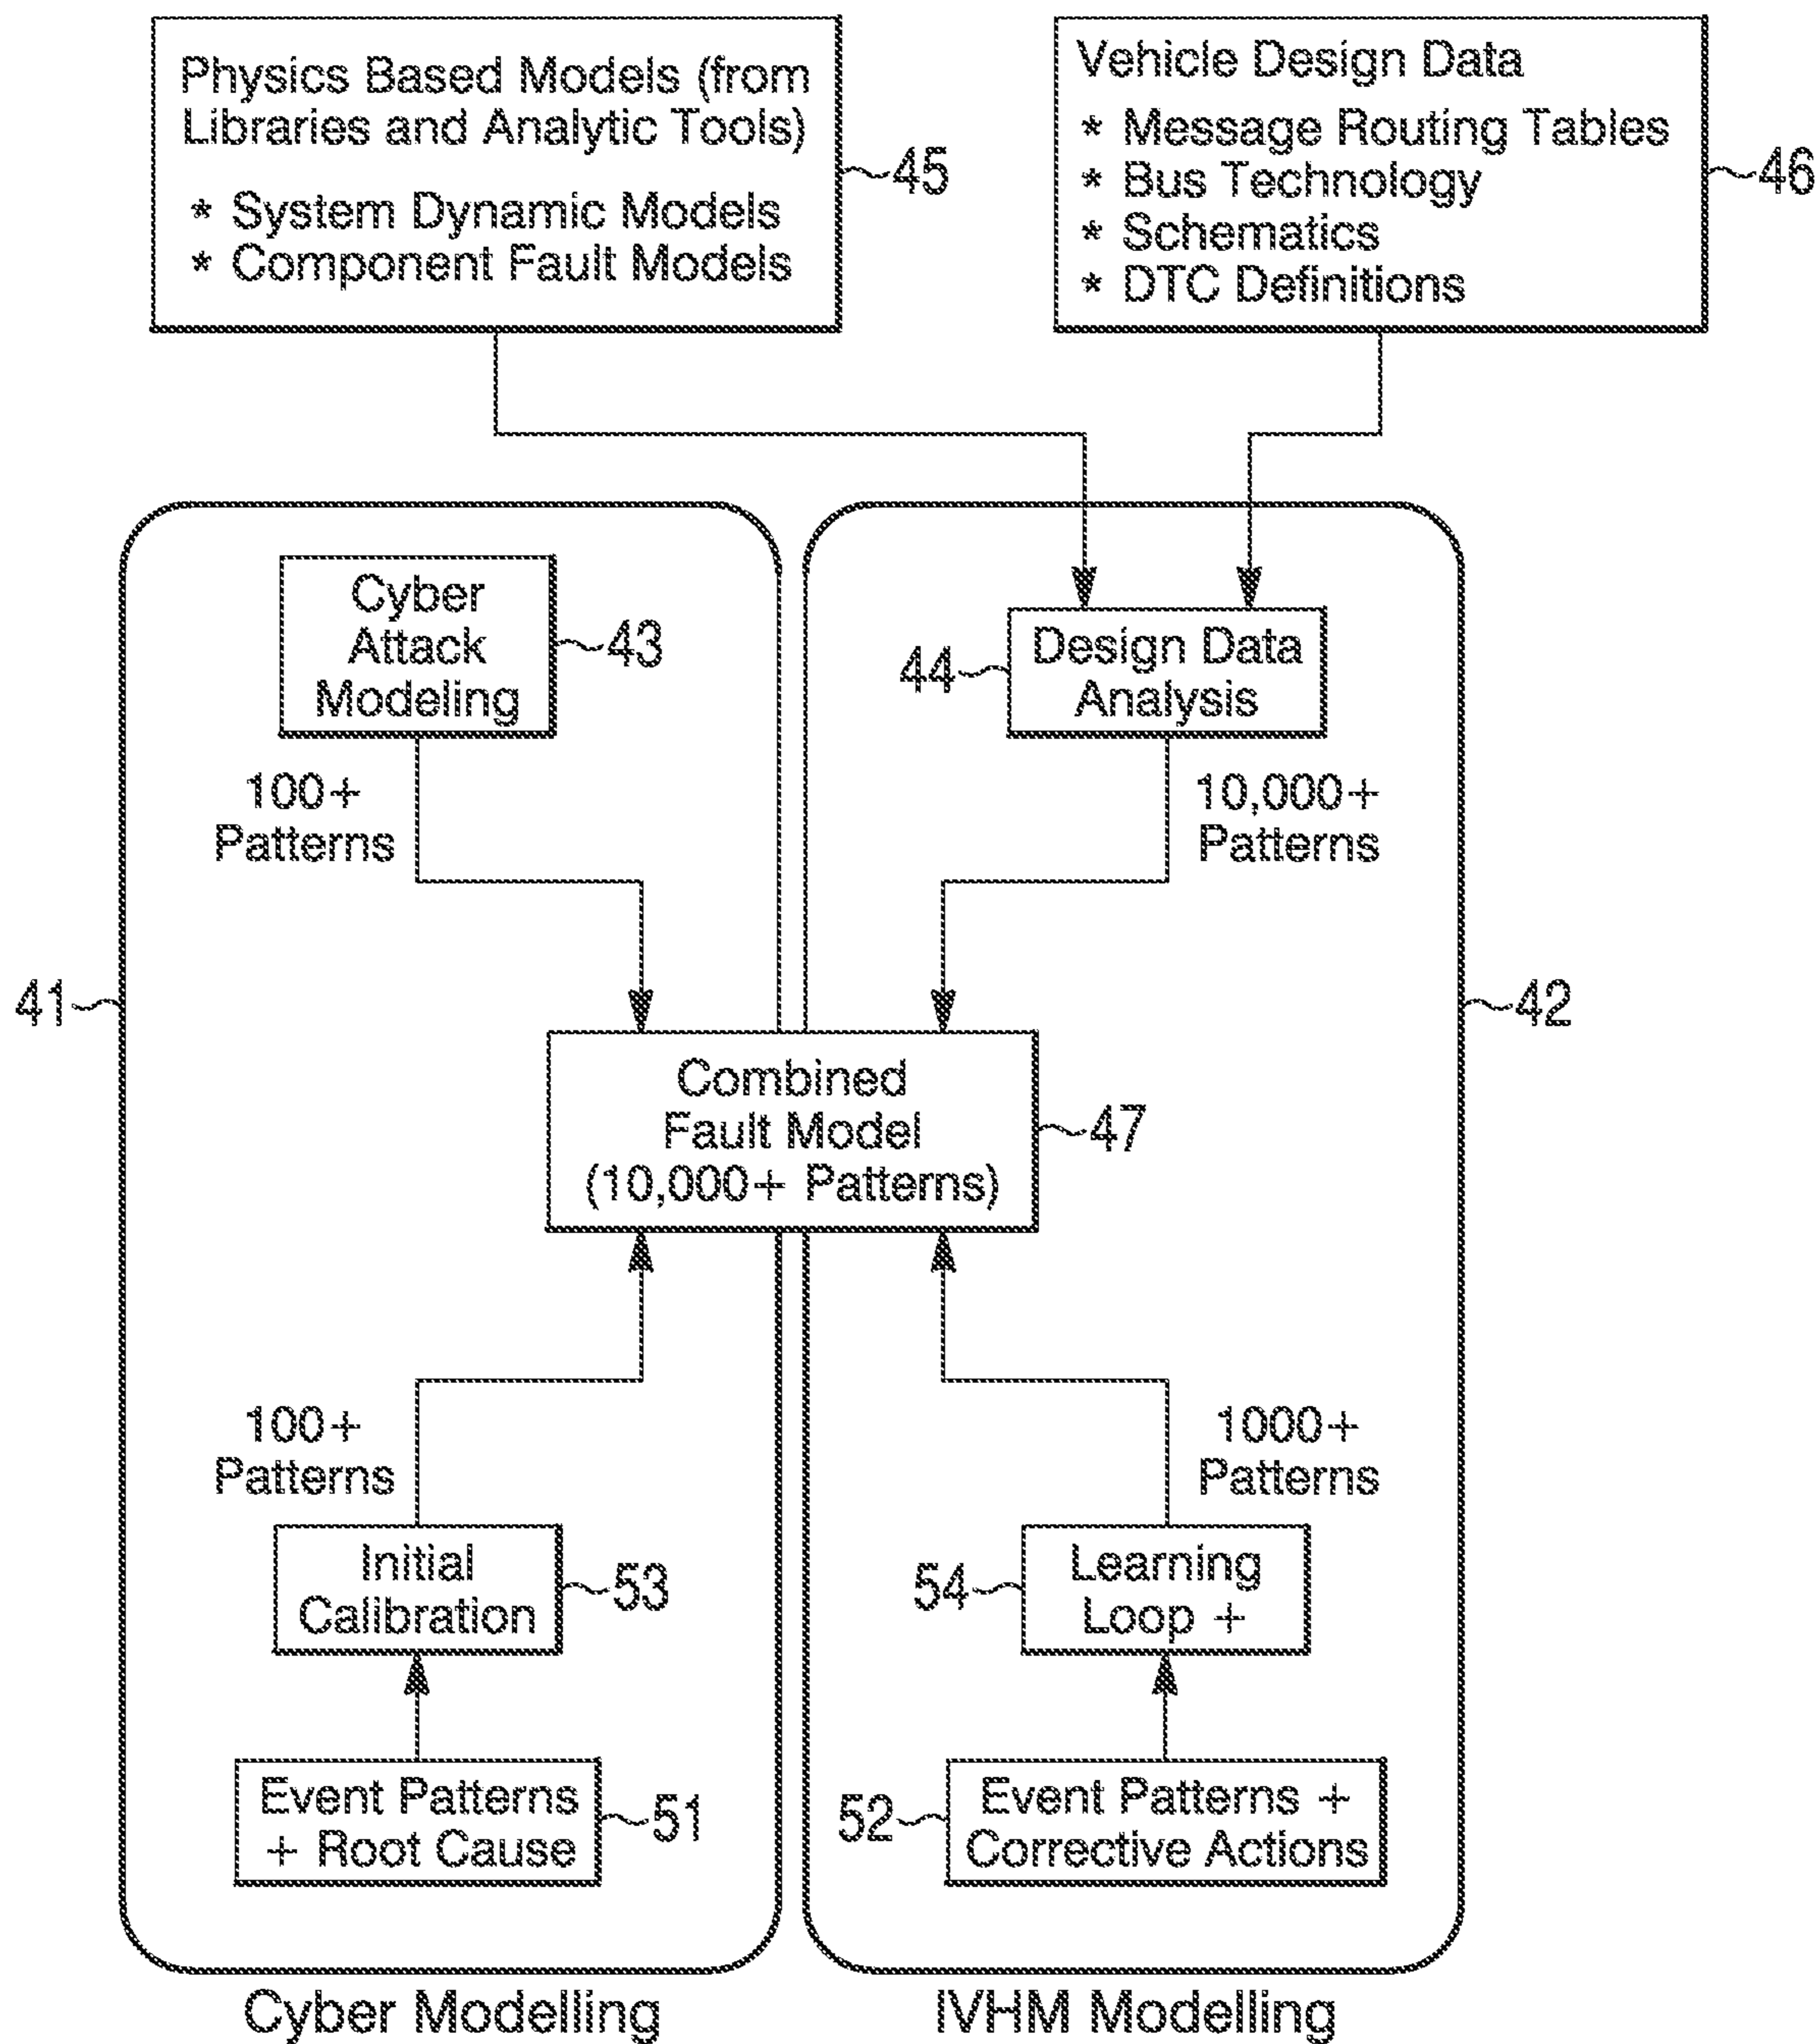 Physics Based Models (from
Libraries and Analytic Tools)
* System Dynamic Models
* Component Fault Models
45
Vehicle Design Data
* Message Routing Tables
* Bus Technology
* Schematics
* DTC Definitions
46
Cyber
Attack
Modeling
43
44
Design Data
Analysis
100+
Patterns
10,000+
Patterns
41
42
Combined
Fault Model
(10,000+ Patterns)
47
100+
Patterns
1000+
Patterns
Initial
Calibration
53
54
Learning
Loop +
Event Patterns
+ Root Cause
51
52
Event Patterns +
Corrective Actions
Cyber Modelling
IVHM Modelling